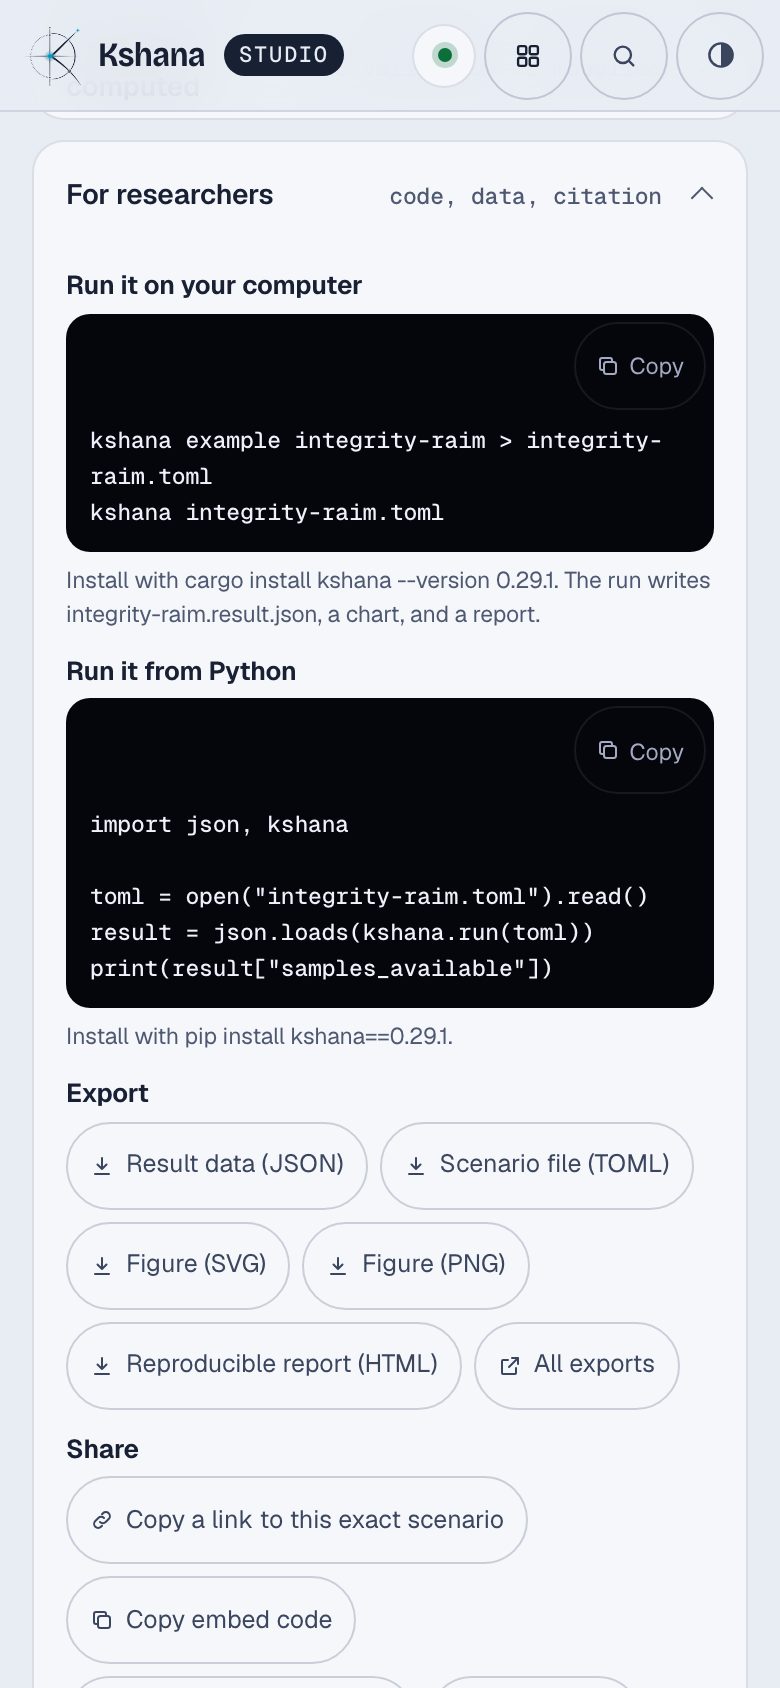 Kshana STUDIO
computed
For researchers code, data, citation
Run it on your computer
Copy
kshana example integrity-raim > integrity-
raim.toml
kshana integrity-raim.toml
Install with cargo install kshana --version 0.29.1. The run writes
integrity-raim.result.json, a chart, and a report.
Run it from Python
Copy
import json, kshana
toml = open("integrity-raim.toml").read()
result = json.loads(kshana.run(toml))
print(result["samples_available"])
Install with pip install kshana==0.29.1.
Export
Result data (JSON) Scenario file (TOML)
Figure (SVG) Figure (PNG)
Reproducible report (HTML) All exports
Share
Copy a link to this exact scenario
Copy embed code